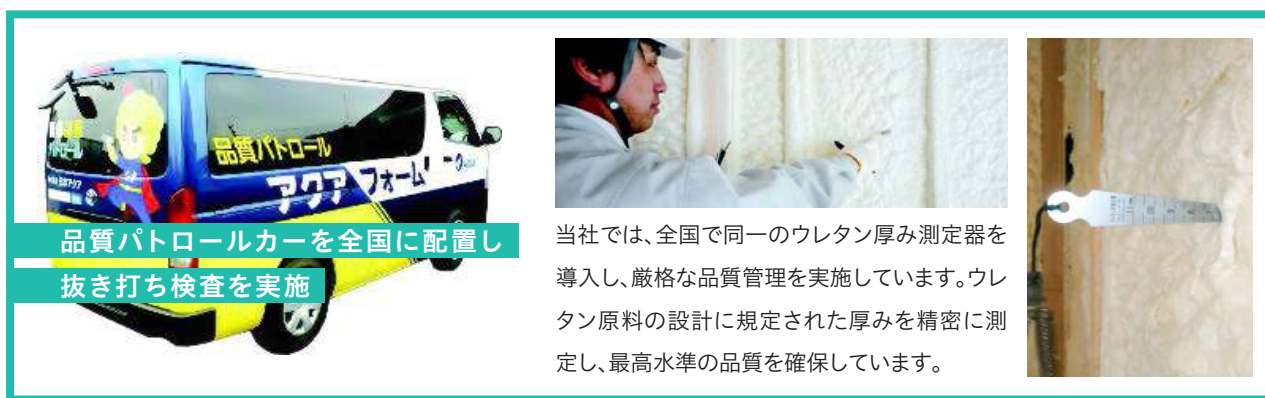 品質パトロール
アクアフォーム
品質パトロールカーを全国に配置し
抜き打ち検査を実施
当社では、全国で同一のウレタン厚み測定器を
導入し、厳格な品質管理を実施しています。ウレ
タン原料の設計に規定された厚みを精密に測
定し、最高水準の品質を確保しています。